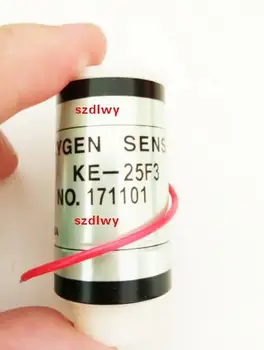 szdlwy
YGEN SENS
KE-25F3
NO. 171101
szdlwy